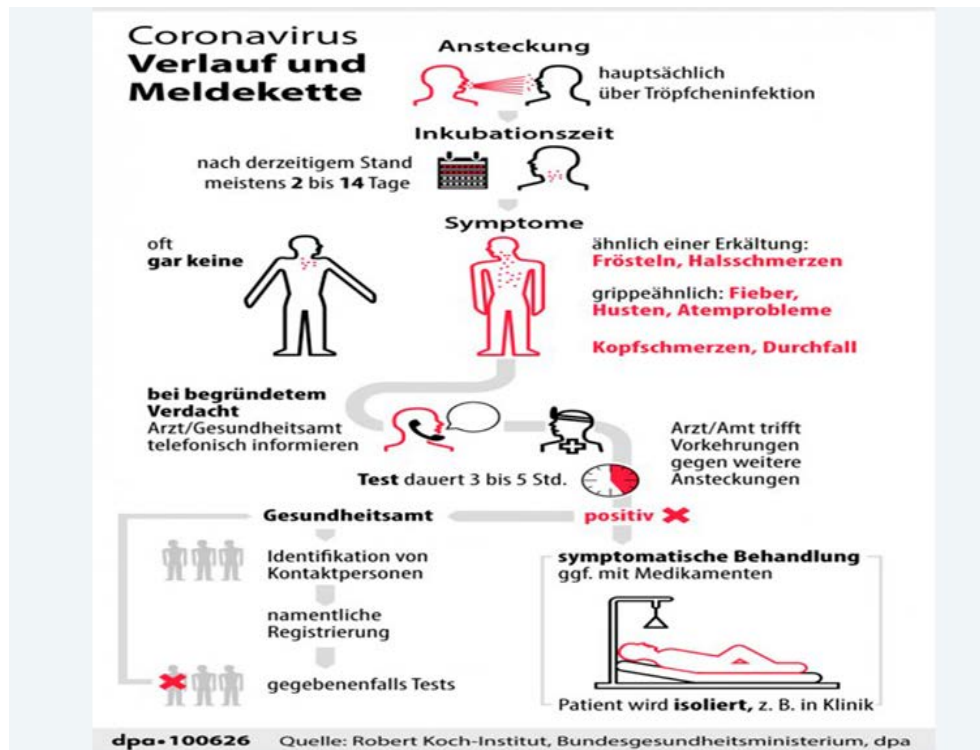 Coronavirus
Verlauf und
Meldekette
Ansteckung
hauptsächlich
über Tröpfcheninfektion
Inkubationszeit
nach derzeitigem Stand
meistens 2 bis 14 Tage
Symptome
oft
gar keine
ähnlich einer Erkältung:
Frösteln, Halsschmerzen
grippeähnlich: Fieber,
Husten, Atemprobleme
Kopfschmerzen, Durchfall
bei begründetem
Verdacht
Arzt/Gesundheitsamt
telefonisch informieren
Arzt/Amt trifft
Vorkehrungen
gegen weitere
Ansteckungen
Test dauert 3 bis 5 Std.
positiv
Gesundheitsamt
Identifikation von
Kontaktpersonen
namentliche
Registrierung
gegebenenfalls Tests
symptomatische Behandlung
ggf. mit Medikamenten
Patient wird isoliert, z. B. in Klinik
dpa•100626 Quelle: Robert Koch-Institut, Bundesgesundheitsministerium, dpa